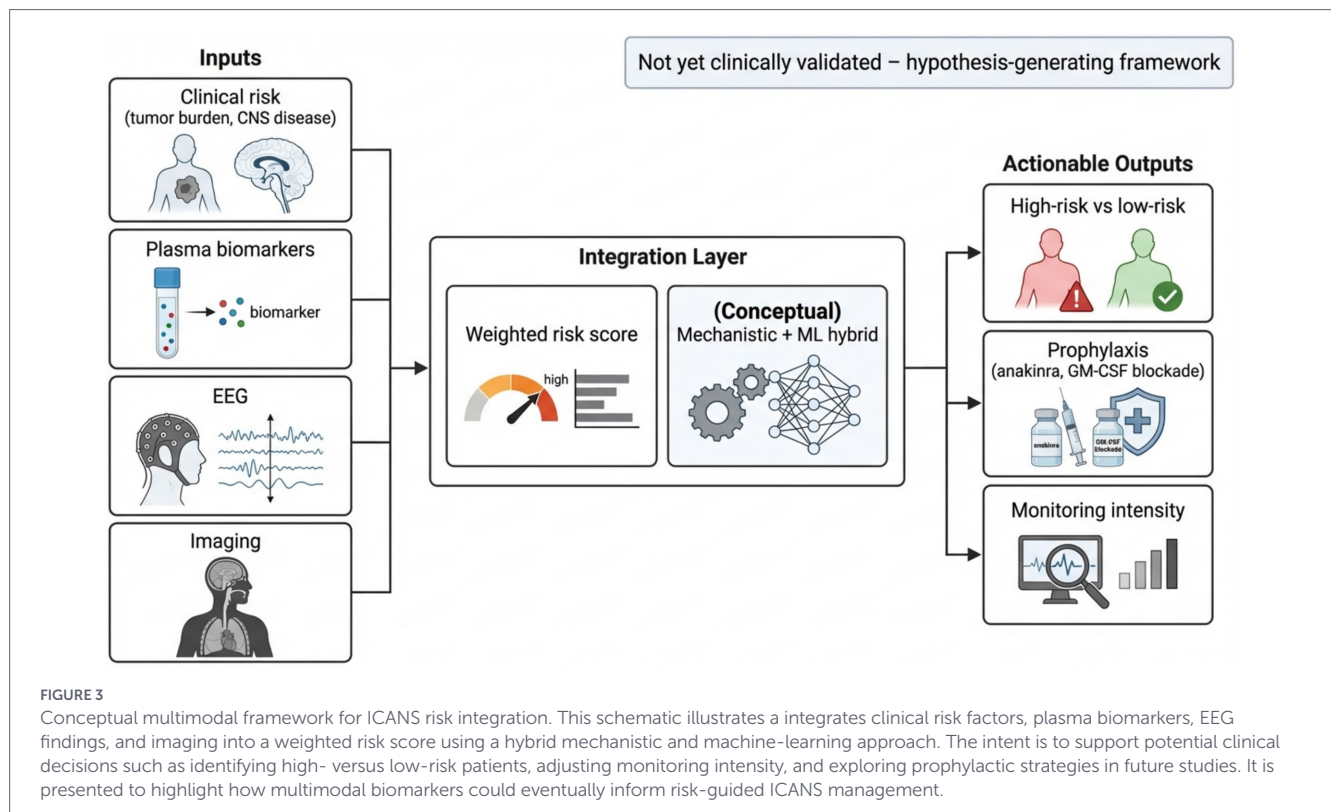 Inputs
Not yet clinically validated – hypothesis-generating framework
Clinical risk
(tumor burden, CNS disease)
Plasma biomarkers
biomarker
EEG
Imaging
Integration Layer
Weighted risk score
high
(Conceptual)
Mechanistic + ML hybrid
Actionable Outputs
High-risk vs low-risk
!
Prophylaxis
(anakinra, GM-CSF blockade)
anakinra
Blockade
Monitoring intensity
FIGURE 3
Conceptual multimodal framework for ICANS risk integration. This schematic illustrates a integrates clinical risk factors, plasma biomarkers, EEG
findings, and imaging into a weighted risk score using a hybrid mechanistic and machine-learning approach. The intent is to support potential clinical
decisions such as identifying high- versus low-risk patients, adjusting monitoring intensity, and exploring prophylactic strategies in future studies. It is
presented to highlight how multimodal biomarkers could eventually inform risk-guided ICANS management.